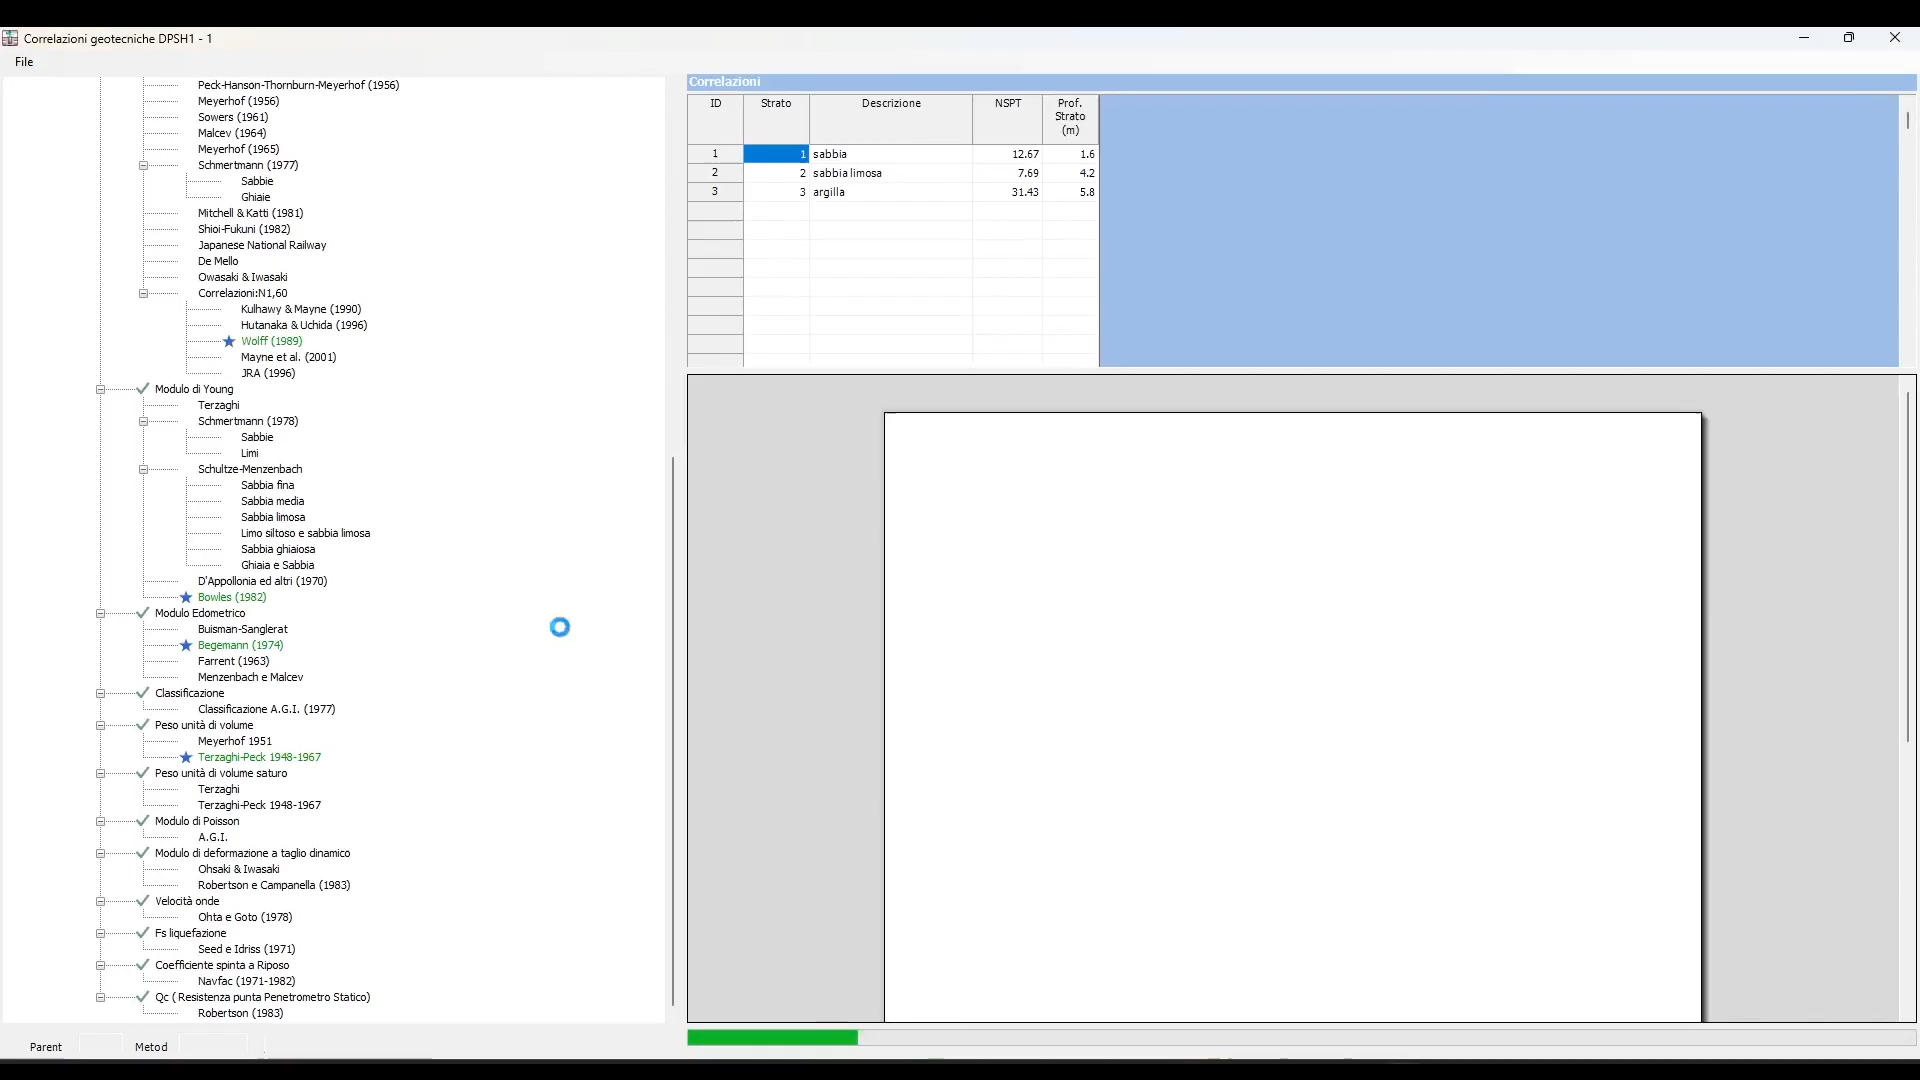 Correlazioni geotecniche DPSH1 - 1
File
Peck-Hanson-Thornburn-Meyerhof (1956)
Meyerhof (1956)
Sowers (1961)
Malcev (1964)
Meyerhof (1965)
Schmertmann (1977)
Sabbie
Ghiaie
Mitchell & Katti (1981)
Shioi-Fukuni (1982)
Japanese National Railway
De Mello
Owasaki & Iwasaki
Correlazioni:N1,60
Kulhawy & Mayne (1990)
Hutanaka & Uchida (1996)
Wolff (1989)
Mayne et al. (2001)
JRA (1996)
Modulo di Young
Terzaghi
Schmertmann (1978)
Sabbie
Limi
Schultze-Menzenbach
Sabbia fina
Sabbia media
Sabbia limosa
Limo siltoso e sabbia limosa
Sabbia ghiaiosa
Ghiaia e Sabbia
D'Appollonia ed altri (1970)
Bowles (1982)
Modulo Edometrico
Buisman-Sanglerat
Begemann (1974)
Farrent (1963)
Menzenbach e Malcev
Classificazione
Classificazione A.G.I. (1977)
Peso unità di volume
Meyerhof 1951
Terzaghi-Peck 1948-1967
Peso unità di volume saturo
Terzaghi
Terzaghi-Peck 1948-1967
Modulo di Poisson
A.G.I.
Modulo di deformazione a taglio dinamico
Ohsaki & Iwasaki
Robertson e Campanella (1983)
Velocità onde
Ohta e Goto (1978)
Fs liquefazione
Seed e Idriss (1971)
Coefficiente spinta a Riposo
Navfac (1971-1982)
Qc ( Resistenza punta Penetrometro Statico)
Robertson (1983)
Parent Metod
Correlazioni
ID Strato Descrizione NSPT Prof. Strato (m)
1 1 sabbia 12.67 1.6
2 2 sabbia limosa 7.69 4.2
3 3 argilla 31.43 5.8